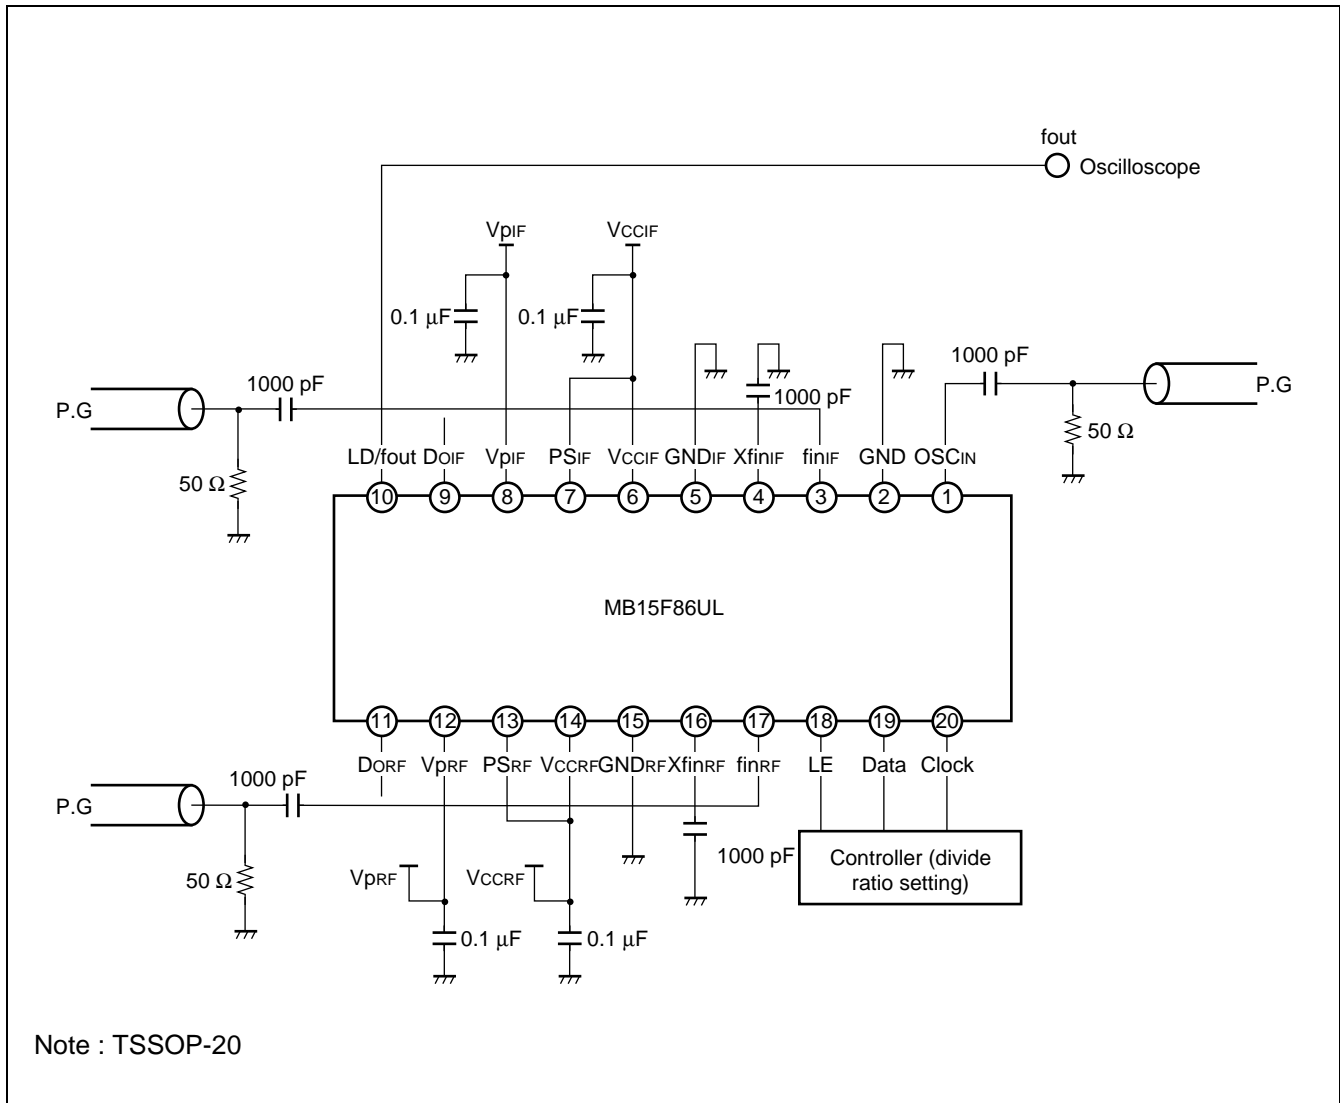 fout
Oscilloscope
VpIF VCCIF
0.1 µF 0.1 µF
1000 pF
P.G 1000 pF 1000 pF P.G
50 Ω
LD/fout DOIF VpIF PSIF VCCIF GNDIF XfinIF finIF GND OSCIN
50 Ω
10 9 8 7 6 5 4 3 2 1
MB15F86UL
11 12 13 14 15 16 17 18 19 20
DORF VpRF PSRF VCCRF GNDRF XfinRF finRF LE Data Clock
1000 pF
P.G
1000 pF
Controller (divide
ratio setting)
50 Ω VpRF VCCRF
0.1 µF 0.1 µF
Note : TSSOP-20